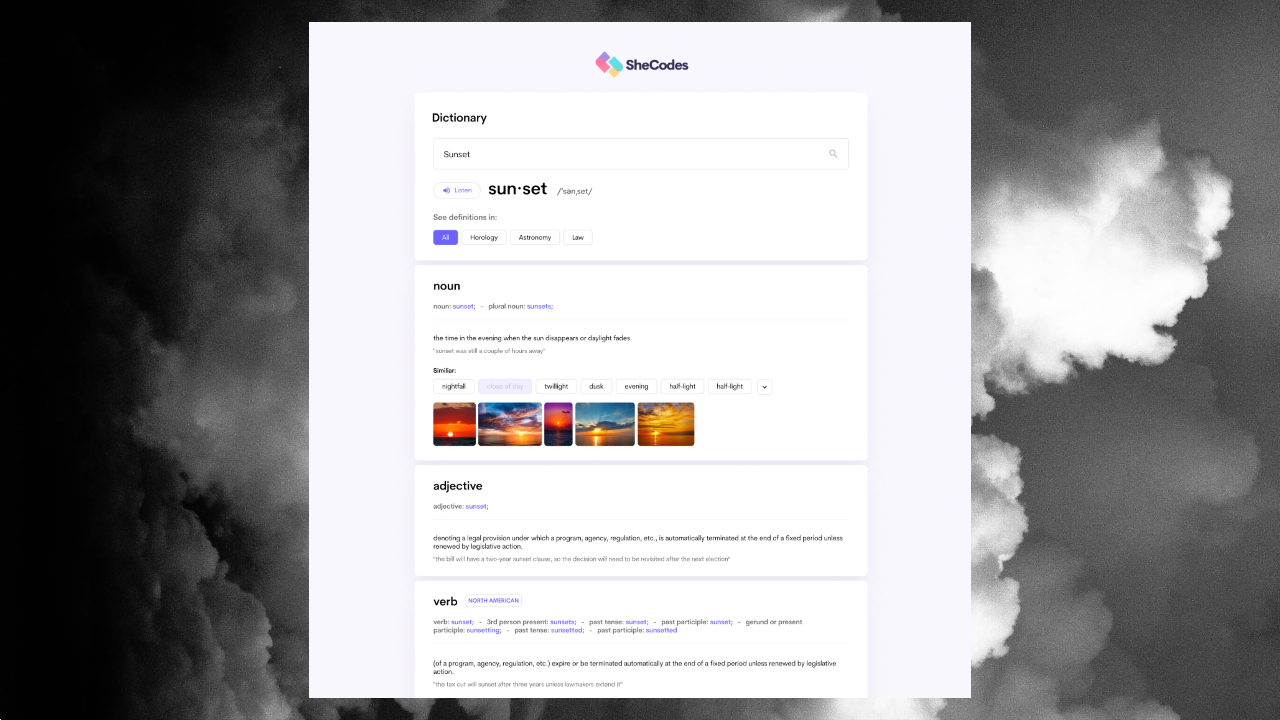 SheCodes
Dictionary
Sunset
Listen
sun·set /ˈsənˌset/
See definitions in:
All Horology Astronomy Law
noun
noun: sunset; - plural noun: sunsets;
the time in the evening when the sun disappears or daylight fades.
"sunset was still a couple of hours away"
Similiar:
nightfall close of day twillight dusk evening half-light half-light
adjective
adjective: sunset;
denoting a legal provision under which a program, agency, regulation, etc., is automatically terminated at the end of a fixed period unless
renewed by legislative action.
"the bill will have a two-year sunset clause, so the decision will need to be revisited after the next election"
verb NORTH AMERICAN
verb: sunset; - 3rd person present: sunsets; - past tense: sunset; - past participle: sunset; - gerund or present
participle: sunsetting; - past tense: sunsetted; - past participle: sunsetted
(of a program, agency, regulation, etc.) expire or be terminated automatically at the end of a fixed period unless renewed by legislative
action.
"the tax cut will sunset after three years unless lawmakers extend it"